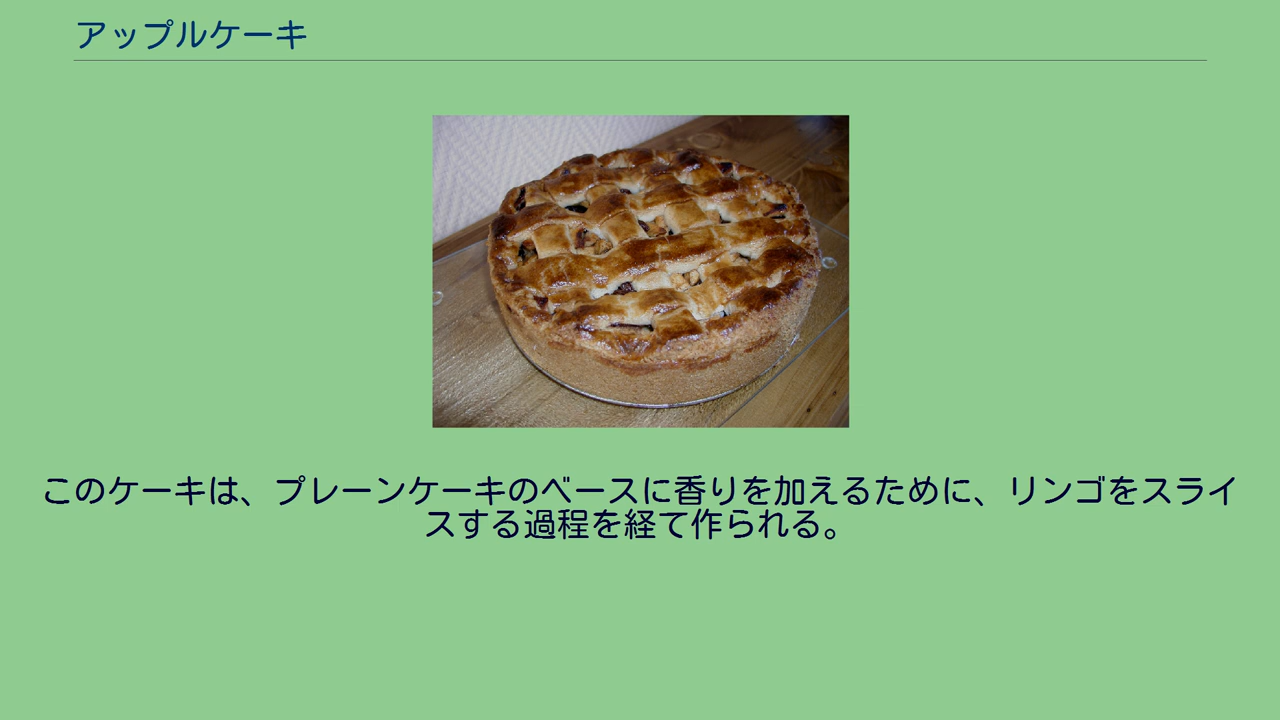 アップルケーキ
このケーキは、プレーンケーキのベースに香りを加えるために、リンゴをスライ
スする過程を経て作られる。